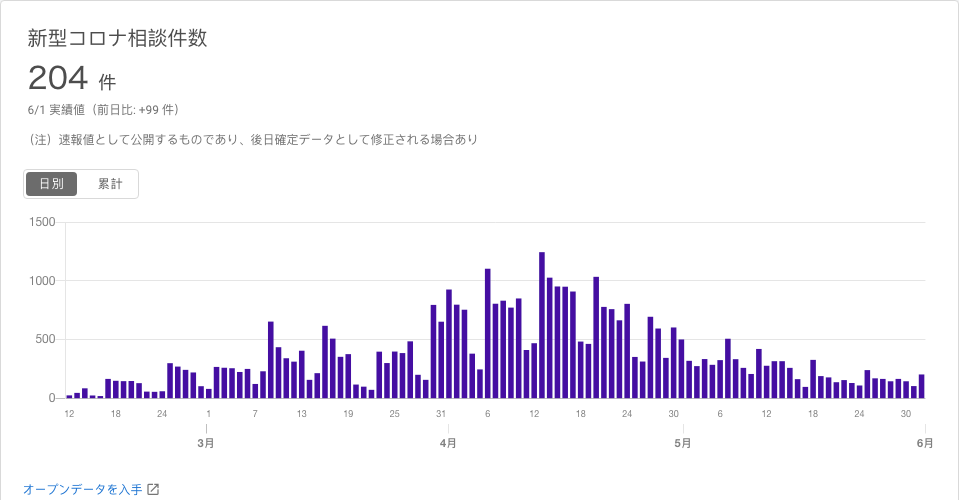 新型コロナ相談件数
204 件
6/1 実績値（前日比: +99 件）
（注）速報値として公開するものであり、後日確定データとして修正される場合あり
日別 累計
1500
1000
500
0
12 18 24 1 7 13 19 25 31 6 12 18 24 30 6 12 18 24 30
3月 4月 5月 6月
オープンデータを入手